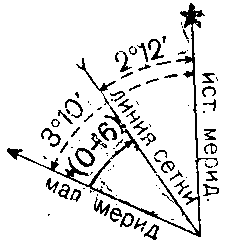 2°12'
У
3°10'
(0-16)
линия сетки
ист. мерид
маг мерид